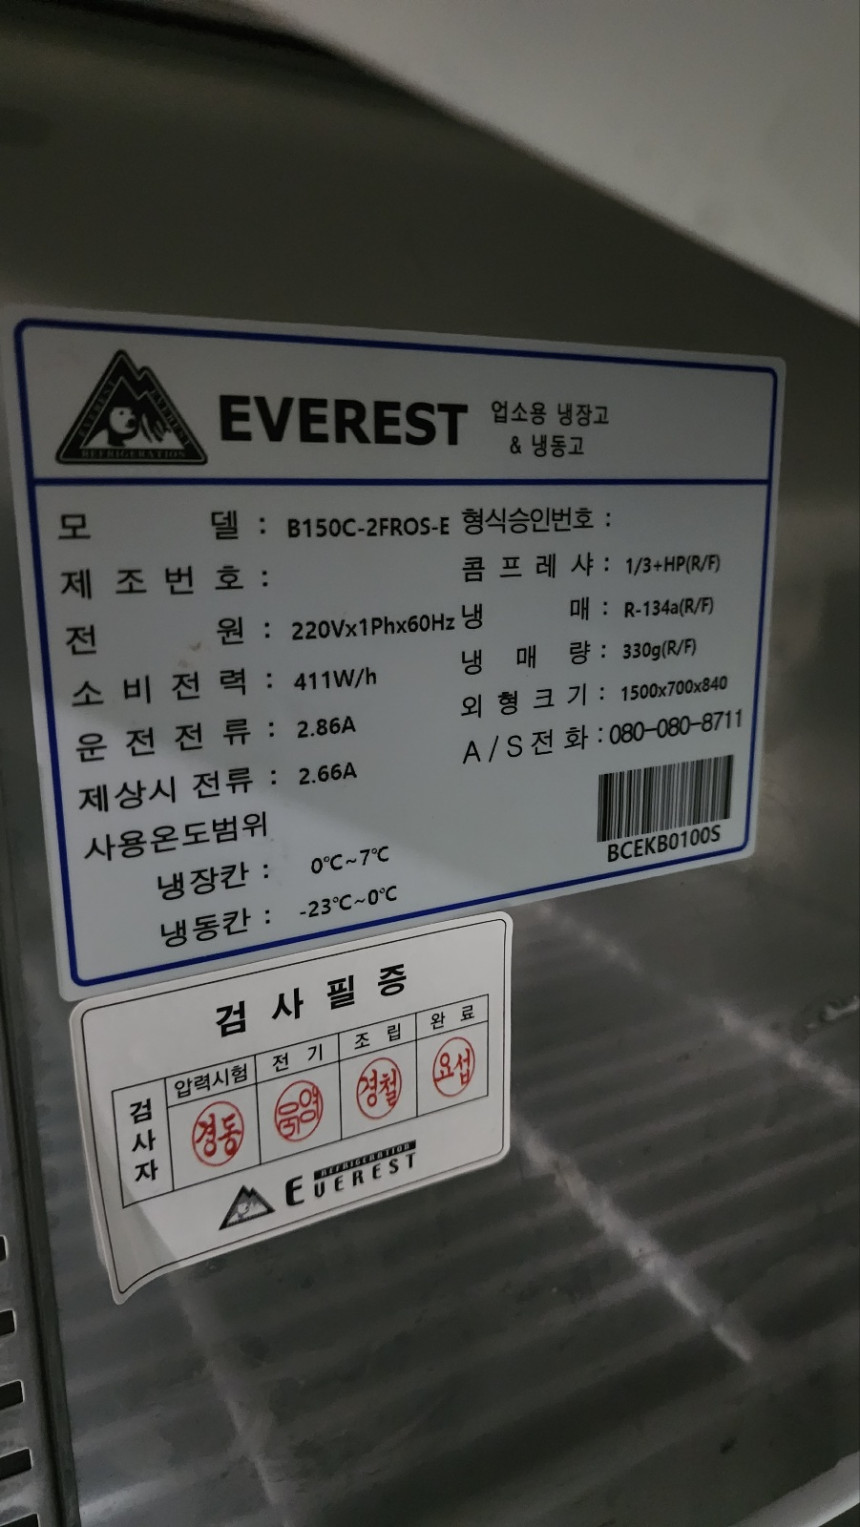 EVEREST
REFRIGERATION
EVEREST 업소용 냉장고
& 냉동고
모 델 : B150C-2FROS-E
제 조 번 호 :
전 원 : 220Vx1Phx60Hz
소 비 전 력 : 411W/h
운 전 전 류 : 2.86A
제상시 전류 : 2.66A
사용온도범위
냉장칸 : 0℃~7℃
냉동칸 : -23℃~0℃
형식승인번호 :
콤 프 레 샤 : 1/3+HP(R/F)
냉 매 : R-134a(R/F)
냉 매 량 : 330g(R/F)
외 형 크 기 : 1500x700x840
A/S전 화 : 080-080-8711
BCEKB0100S
검 사 필 증
검사자 압력시험 전 기 조 립 완 료
경동 경철 요섭
REFRIGERATION
EVEREST